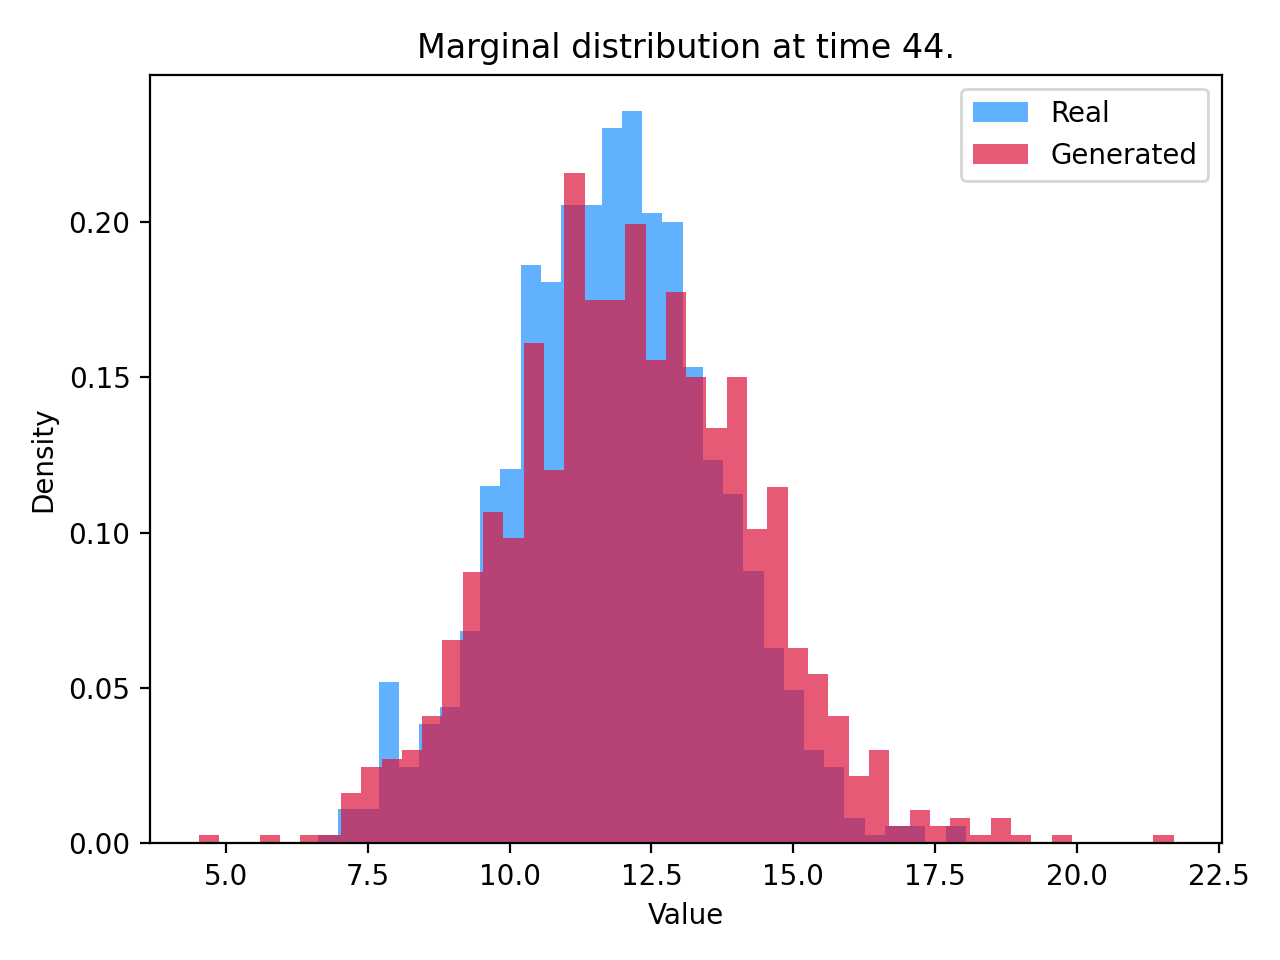 Marginal distribution at time 44.
Real
Generated
Density
0.20
0.15
0.10
0.05
0.00
5.0 7.5 10.0 12.5 15.0 17.5 20.0 22.5
Value